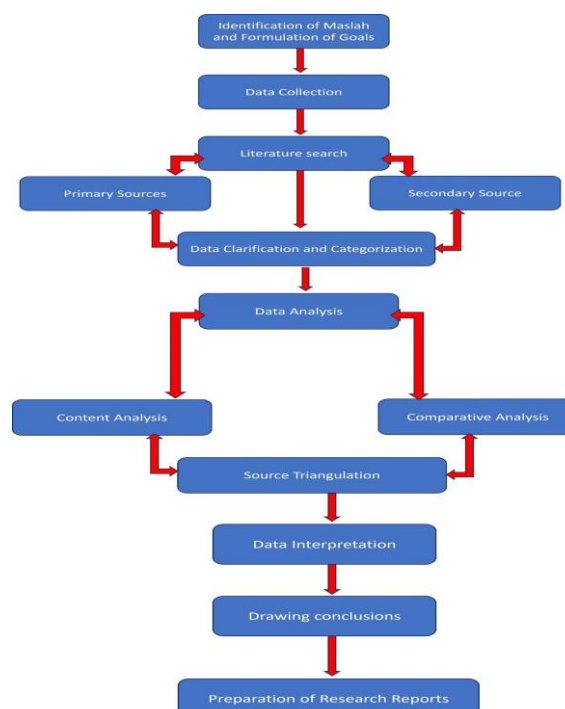 Identification of Maslah
and Formulation of Goals
Data Collection
Literature search
Primary Sources
Secondary Source
Data Clarification and Categorization
Data Analysis
Content Analysis
Comparative Analysis
Source Triangulation
Data Interpretation
Drawing conclusions
Preparation of Research Reports